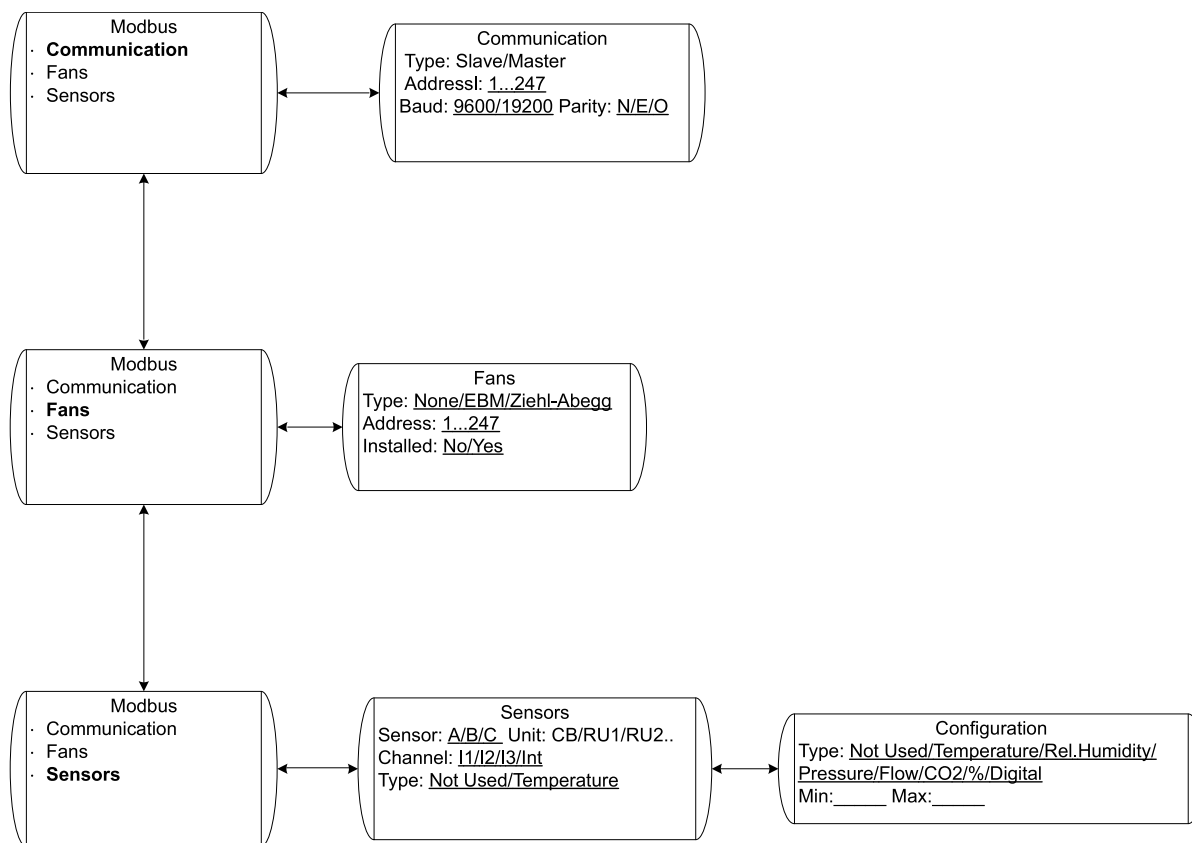 Modbus
· Communication
· Fans
· Sensors
Communication
Type: Slave/Master
Addressl: 1...247
Baud: 9600/19200 Parity: N/E/O
Modbus
· Communication
· Fans
· Sensors
Fans
Type: None/EBM/Ziehl-Abegg
Address: 1...247
Installed: No/Yes
Modbus
· Communication
· Fans
· Sensors
Sensors
Sensor: A/B/C Unit: CB/RU1/RU2..
Channel: I1/I2/I3/Int
Type: Not Used/Temperature
Configuration
Type: Not Used/Temperature/Rel.Humidity/
Pressure/Flow/CO2/%/Digital
Min:_____ Max:_____